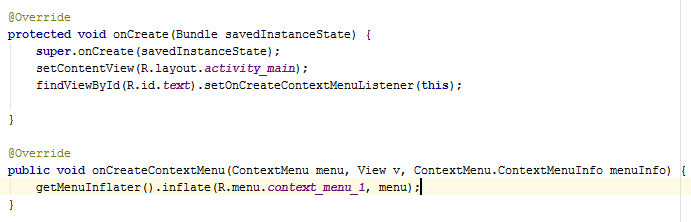 @Override
protected void onCreate(Bundle savedInstanceState) {
    super.onCreate(savedInstanceState);
    setContentView(R.layout.activity_main);
    findViewById(R.id.text).setOnCreateContextMenuListener(this);
}
@Override
public void onCreateContextMenu(ContextMenu menu, View v, ContextMenu.ContextMenuInfo menuInfo) {
    getMenuInflater().inflate(R.menu.context_menu_1, menu);
}